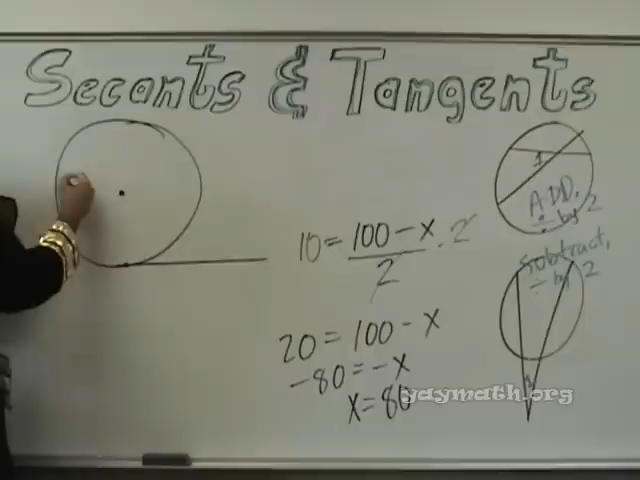 Secants & Tangents
1
ADD,
÷ by 2
10 = 100 - x · 2
2
Subtract,
÷ by 2
20 = 100 - x
-80 = -x
x = 80
1
yaymath.org